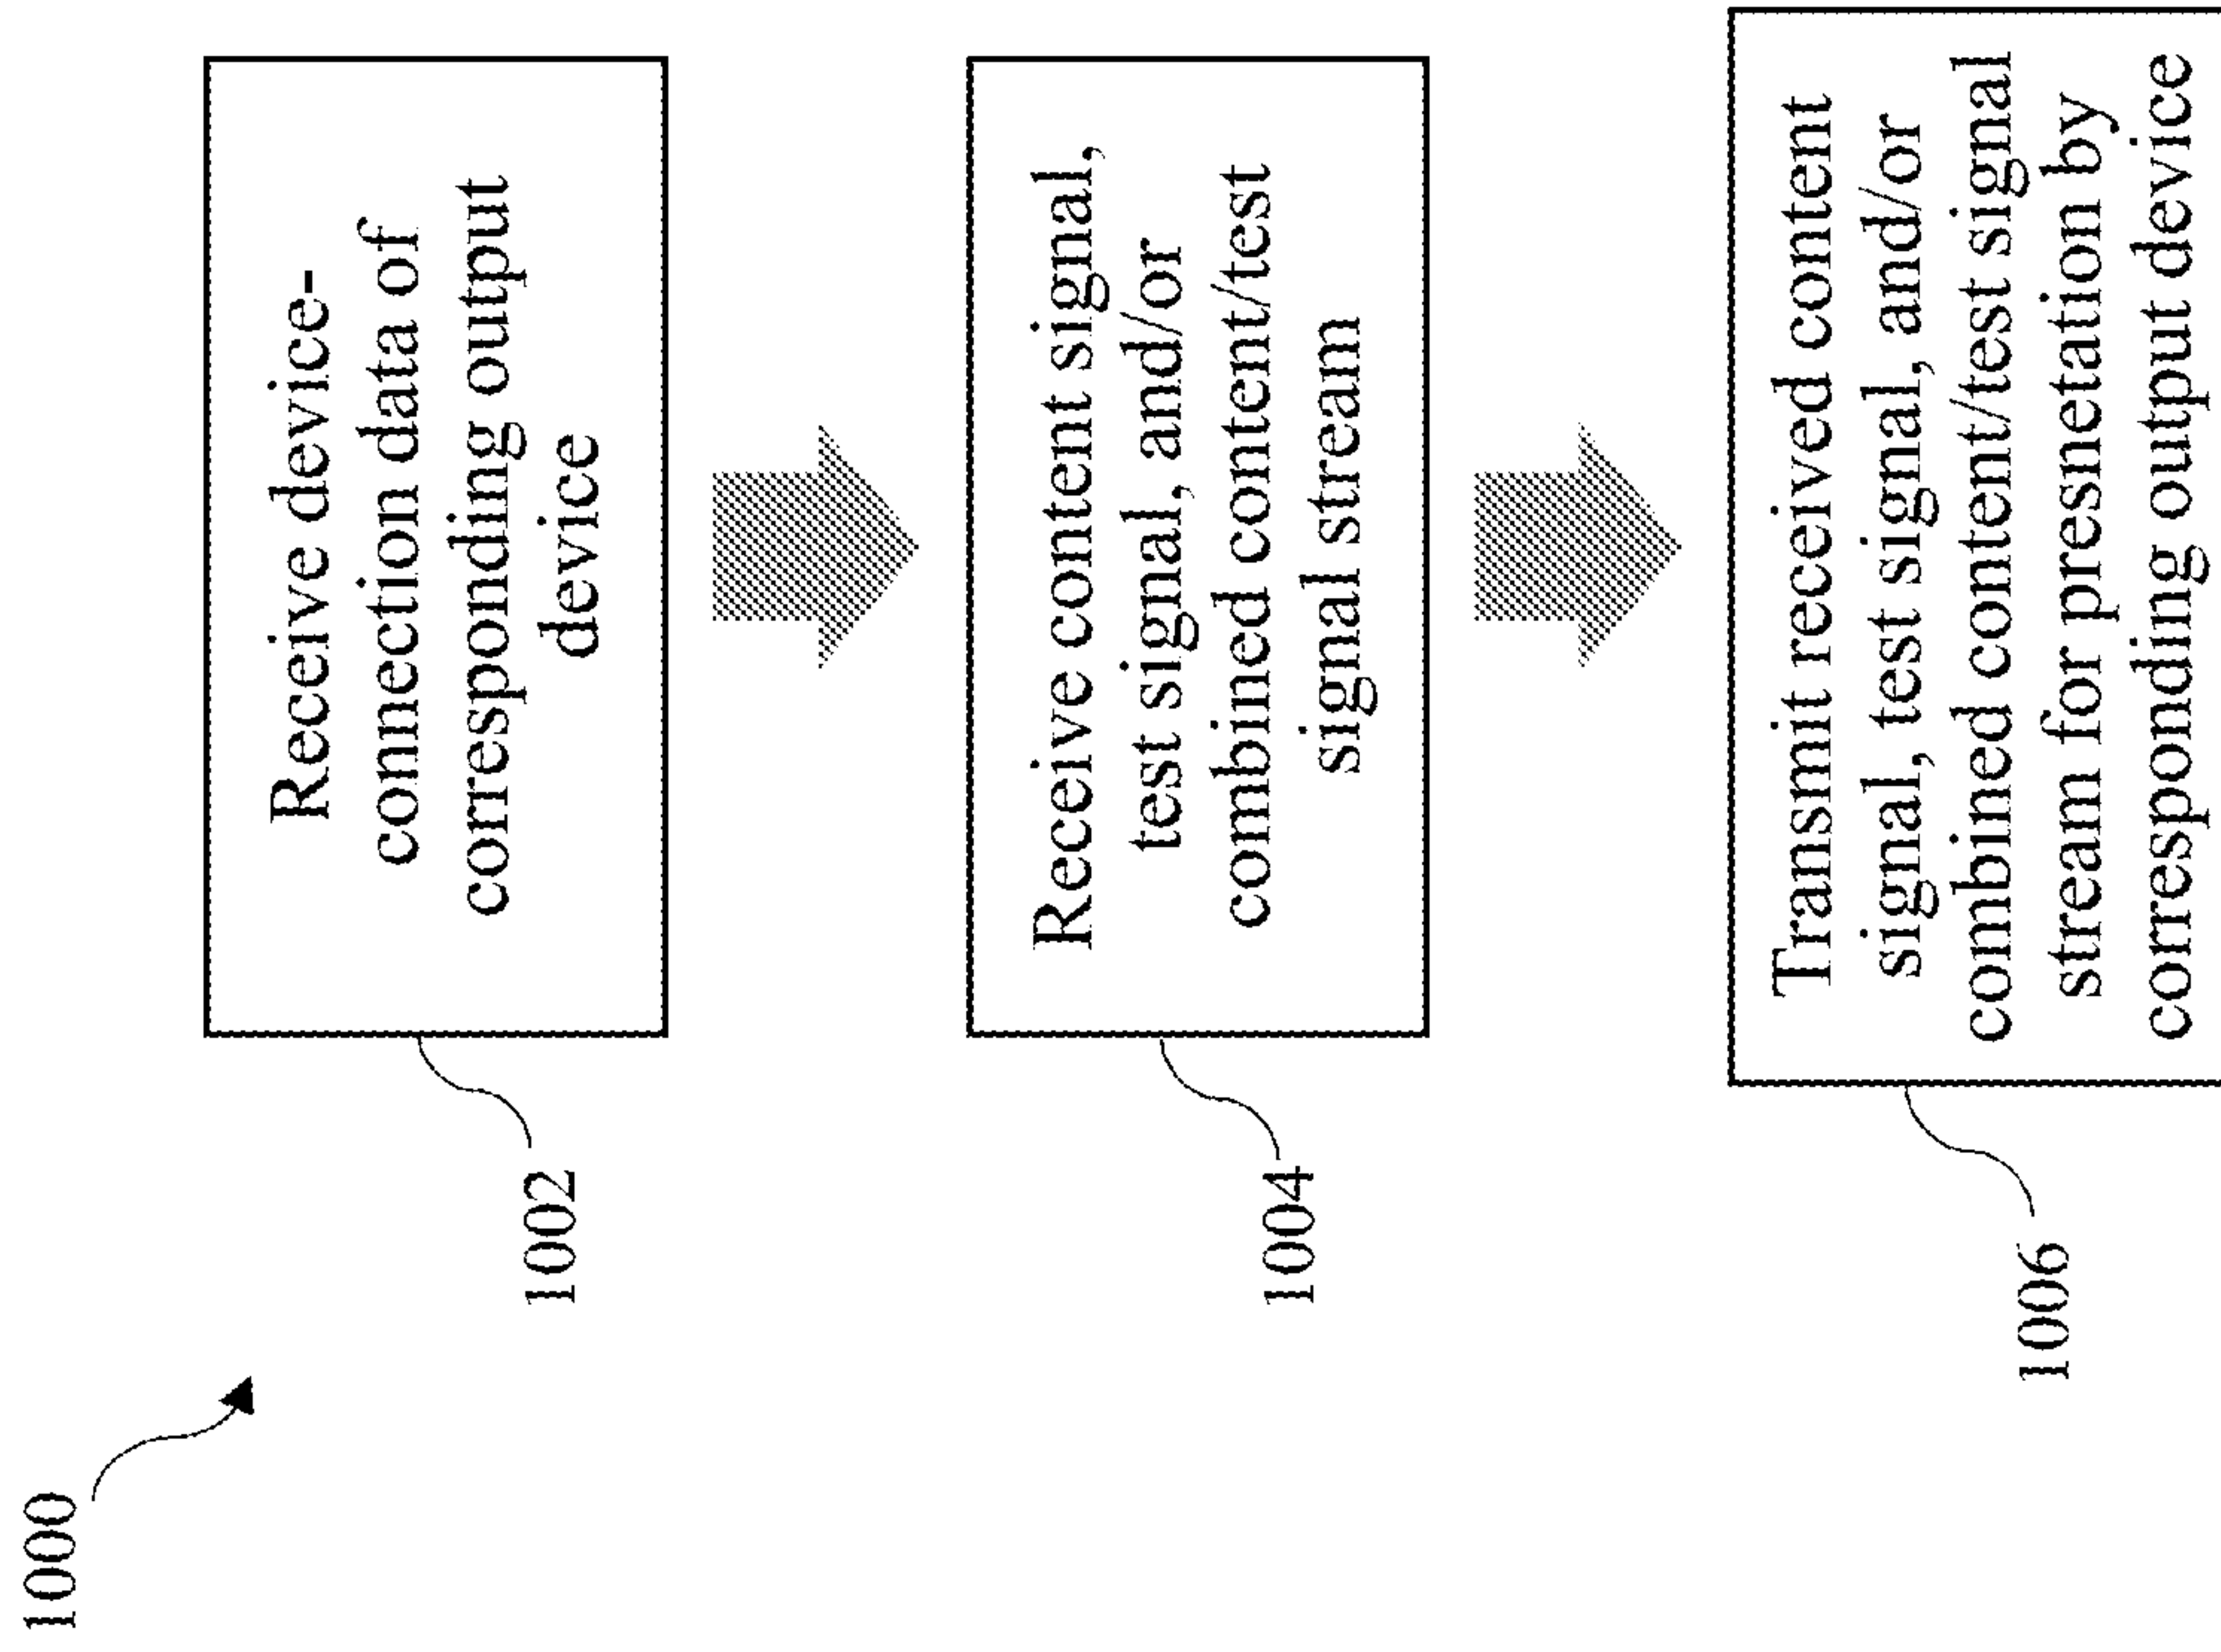 1000
1002
Receive device-
connection data of
corresponding output
device
1004
Receive content signal,
test signal, and/or
combined content/test
signal stream
1006
Transmit received content
signal, test signal, and/or
combined content/test signal
stream for presnetation by
corresponding output device